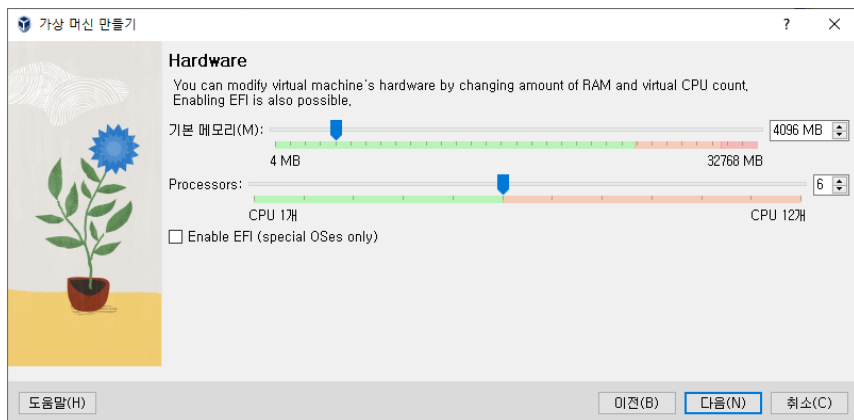 가상 머신 만들기
?
Hardware
You can modify virtual machine's hardware by changing amount of RAM and virtual CPU count.
Enabling EFI is also possible.
기본 메모리(M):
4096 MB
4 MB
32768 MB
Processors:
6
CPU 1개
CPU 12개
Enable EFI (special OSes only)
도움말(H)
이전(B)
다음(N)
취소(C)